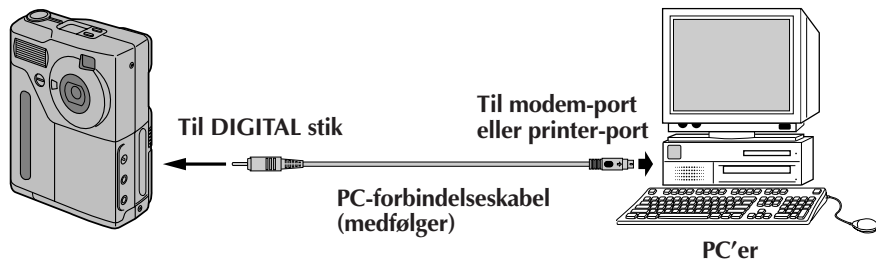 Til DIGITAL stik
Til modem-port
eller printer-port
PC-forbindelseskabel
(medfølger)
PC’er